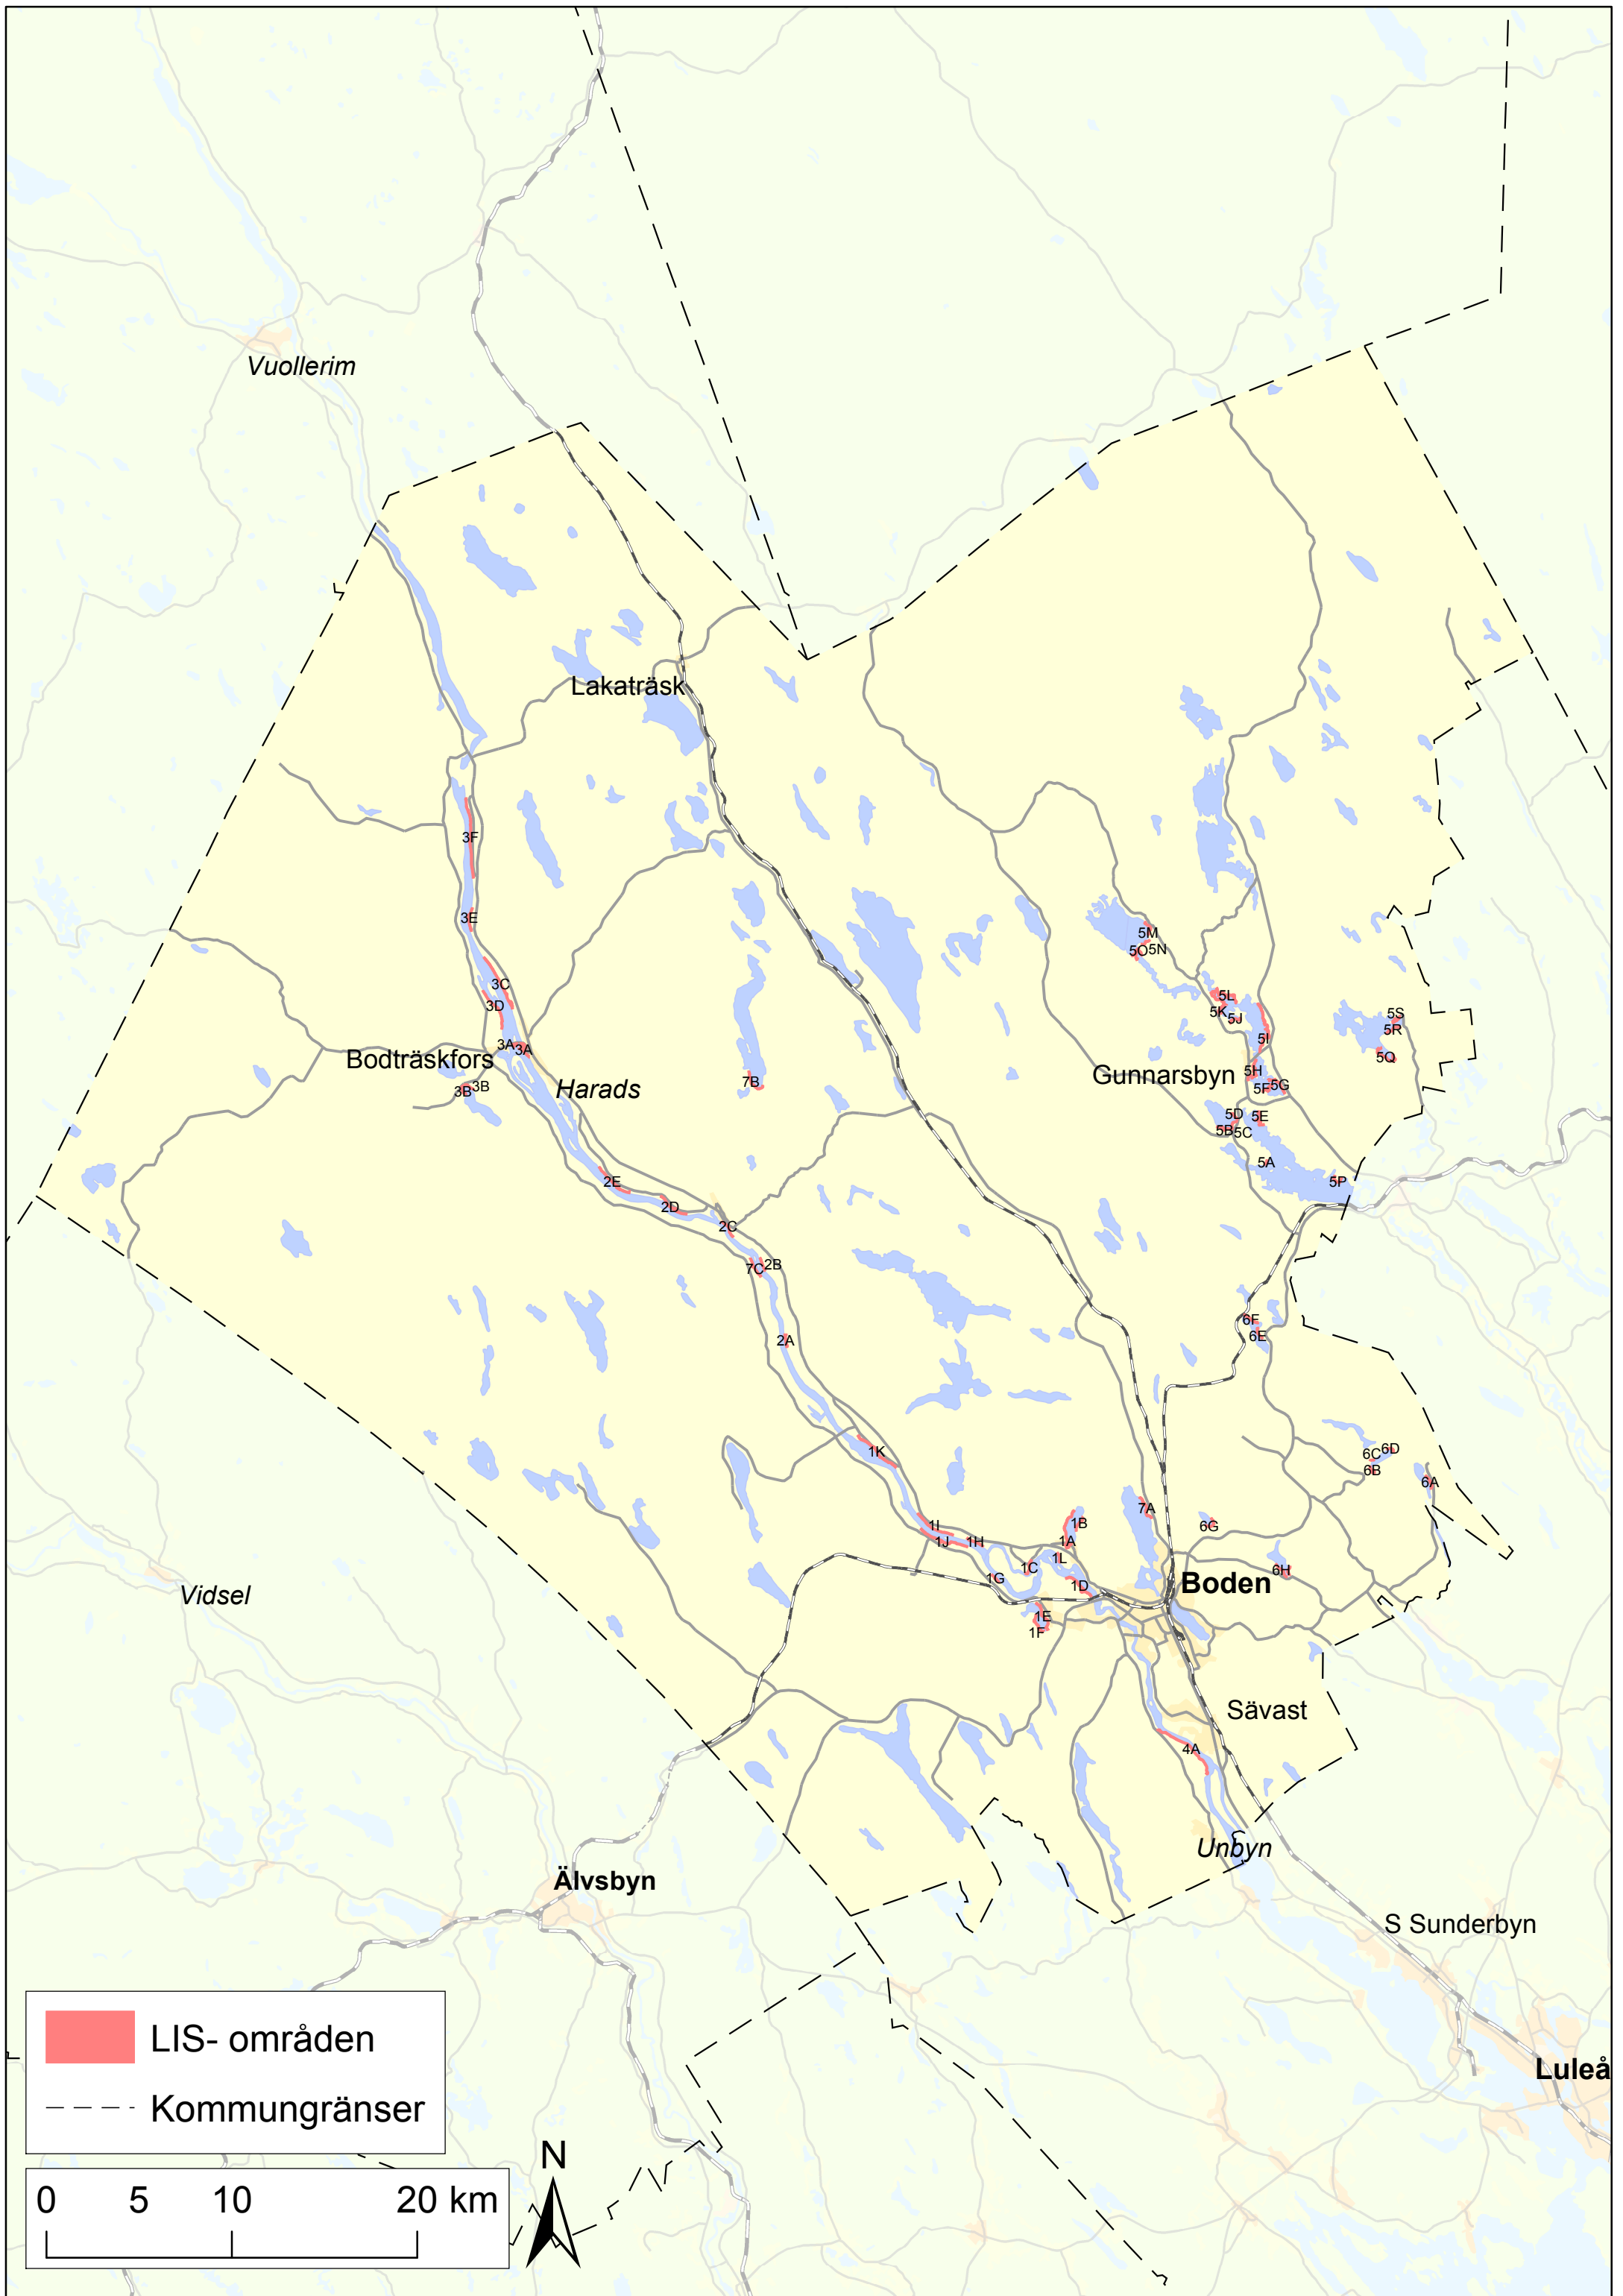 Vuollerim
Lakaträsk
3F
3E
5M
5O
5N
3C
3D
5L
5K
5J
5S
5R
5I
5Q
3A
3A
Bodträskfors
5H
Gunnarsbyn
7B
5F
5G
3B
3B
Harads
5D
5E
5B
5C
5A
2E
5P
2D
2C
7C
2B
6F
6E
2A
1K
6C
6D
6B
6A
7A
1B
1I
6G
1J
1H
1A
1L
1C
6H
1G
1D
Boden
Vidsel
1E
1F
Sävast
4A
Unbyn
Älvsbyn
S Sunderbyn
LIS- områden
Luleå
Kommungränser
N
0 5 10 20 km